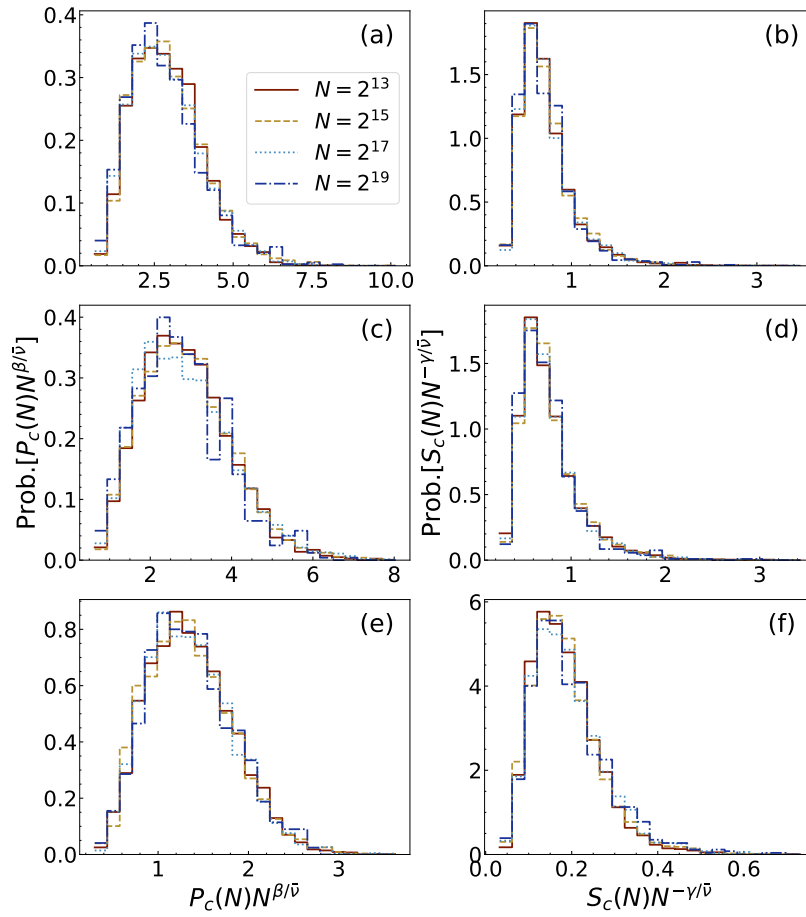 (a)
0.4
0.3
0.2
0.1
0.0
2.5 5.0 7.5 10.0
N = 2^13
N = 2^15
N = 2^17
N = 2^19
(b)
1.5
1.0
0.5
0.0
1 2 3
Prob.[P_c(N)N^{β/ν̄}]
(c)
0.4
0.3
0.2
0.1
0.0
2 4 6 8
Prob.[S_c(N)N^{−γ/ν̄}]
(d)
1.5
1.0
0.5
0.0
1 2 3
(e)
0.8
0.6
0.4
0.2
0.0
1 2 3
P_c(N)N^{β/ν̄}
(f)
6
4
2
0
0.0 0.2 0.4 0.6
S_c(N)N^{−γ/ν̄}